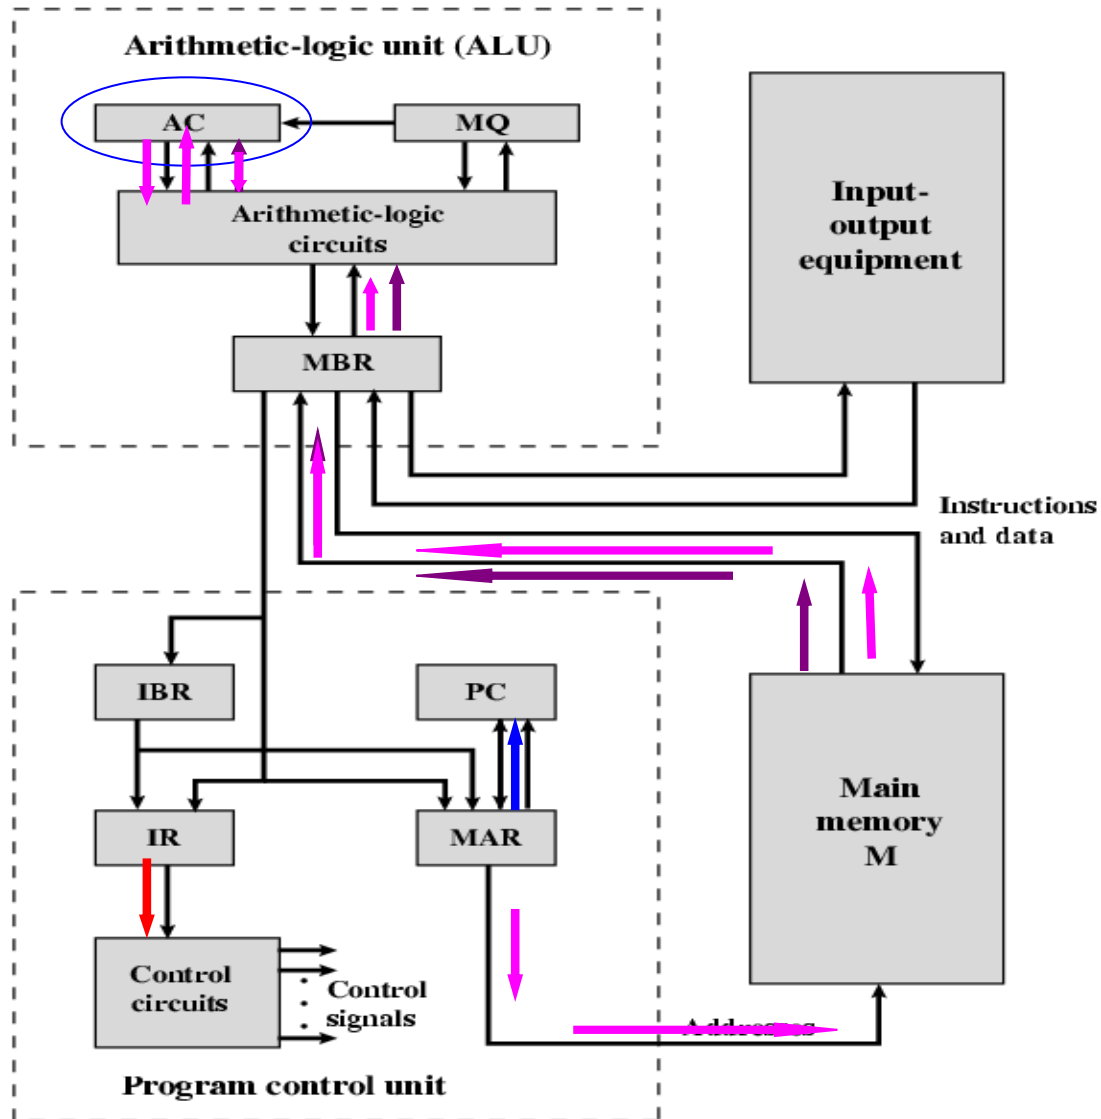 Arithmetic-logic unit (ALU)
AC
MQ
Arithmetic-logic
circuits
MBR
Input-
output
equipment
Instructions
and data
IBR
PC
IR
MAR
Main
memory
M
Control
circuits
Control
signals
Addresses
Program control unit